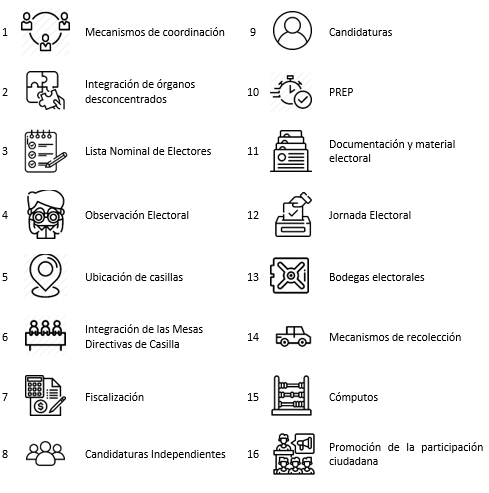 1 Mecanismos de coordinación
2 Integración de órganos
desconcentrados
3 Lista Nominal de Electores
4 Observación Electoral
5 Ubicación de casillas
6 Integración de las Mesas
Directivas de Casilla
7 Fiscalización
8 Candidaturas Independientes
9 Candidaturas
10 PREP
11 Documentación y material
electoral
12 Jornada Electoral
13 Bodegas electorales
14 Mecanismos de recolección
15 Cómputos
16 Promoción de la participación
ciudadana